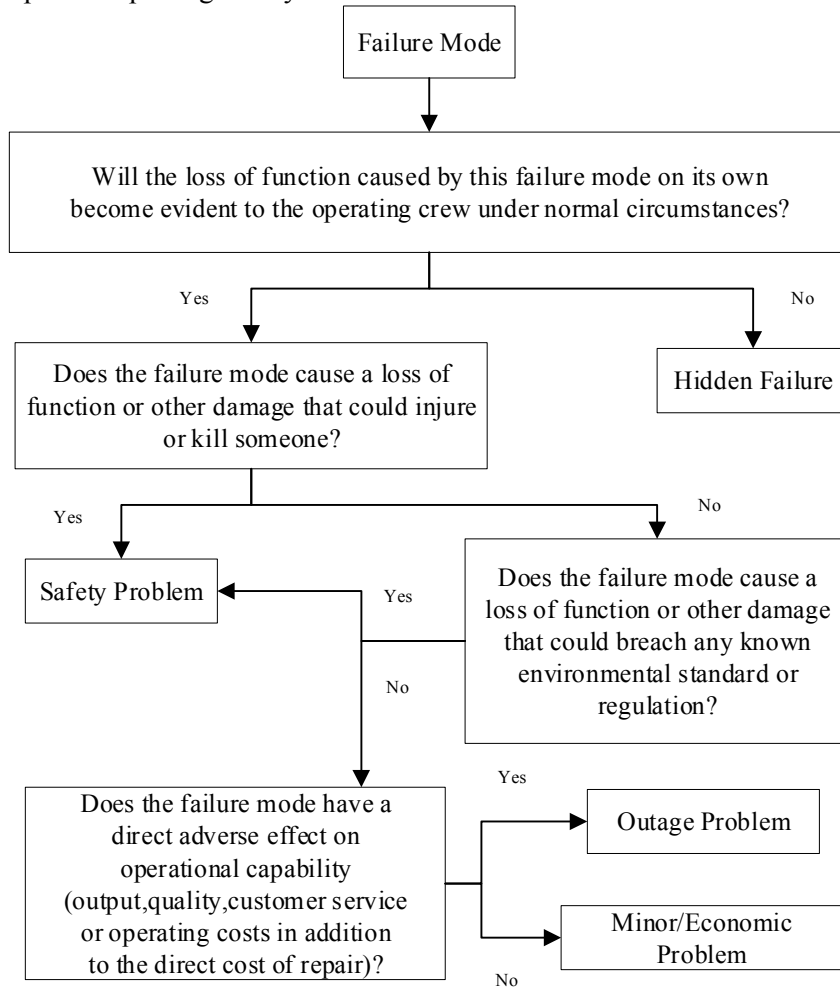 Failure Mode
Will the loss of function caused by this failure mode on its own
become evident to the operating crew under normal circumstances?
Yes
No
Does the failure mode cause a loss of
function or other damage that could injure
or kill someone?
Hidden Failure
Yes
No
Safety Problem
Yes
Does the failure mode cause a
loss of function or other damage
that could breach any known
environmental standard or
regulation?
No
Does the failure mode have a
direct adverse effect on
operational capability
(output,quality,customer service
or operating costs in addition
to the direct cost of repair)?
Yes
Outage Problem
Minor/Economic
Problem
No